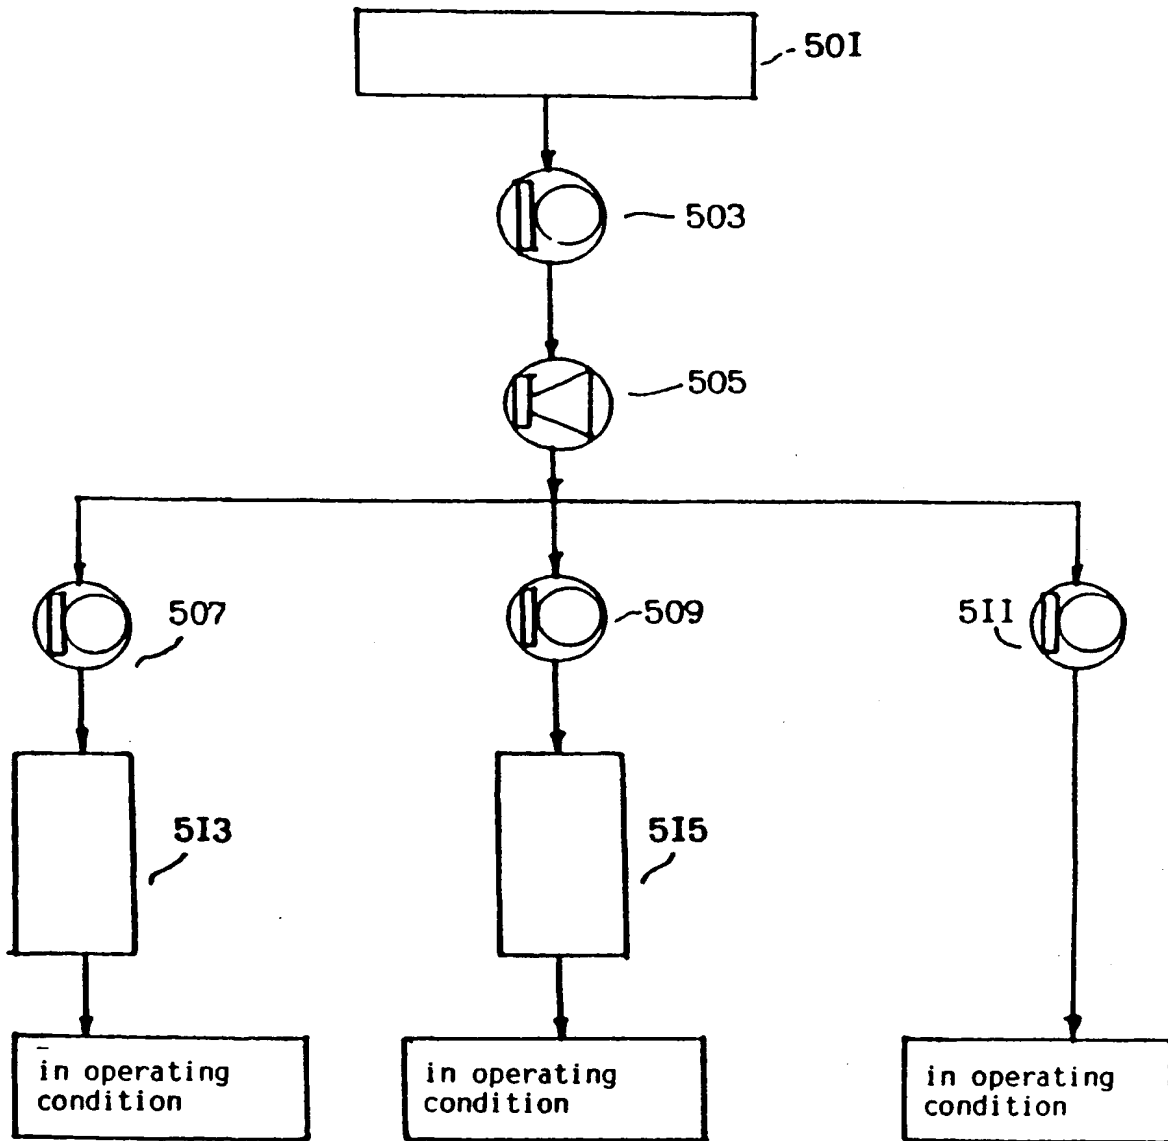 501
503
505
507
509
511
513
515
in operating
condition
in operating
condition
in operating
condition